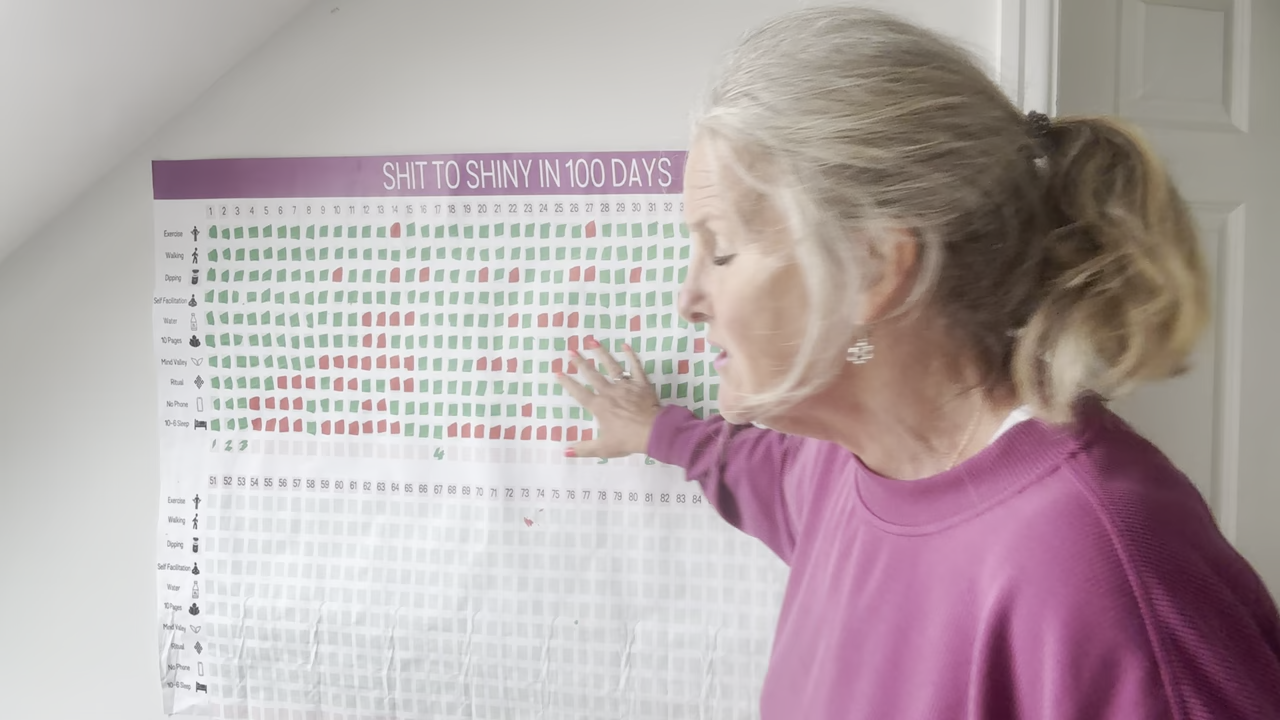 SHIT TO SHINY IN 100 DAYS
1 2 3 4 5 6 7 8 9 10 11 12 13 14 15 16 17 18 19 20 21 22 23 24 25 26 27 28 29 30 31 32
Exercise
Walking
Dipping
Self Facilitation
Water
10 Pages
Mind Valley
Ritual
No Phone
10-6 Sleep
1 2 3 4
51 52 53 54 55 56 57 58 59 60 61 62 63 64 65 66 67 68 69 70 71 72 73 74 75 76 77 78 79 80 81 82 83 84
Exercise
Walking
Dipping
Self Facilitation
Water
10 Pages
Mind Valley
Ritual
No Phone
10-6 Sleep